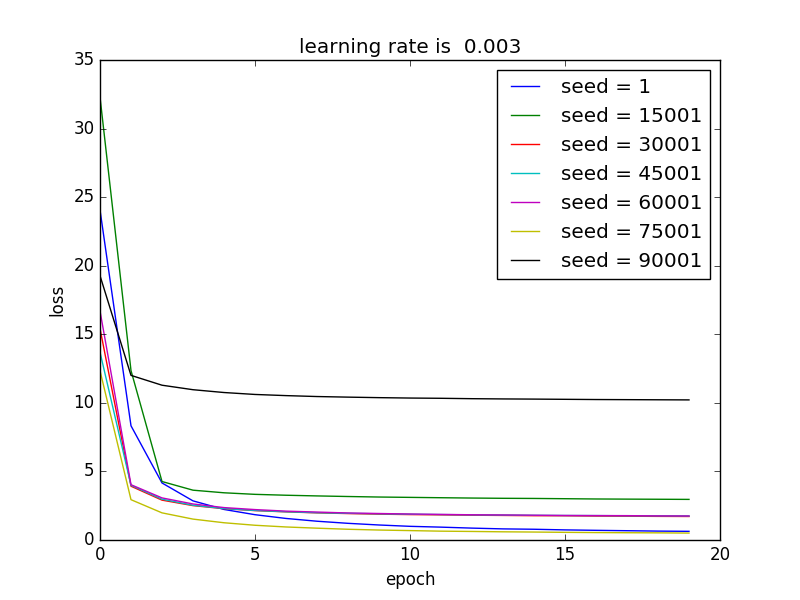 learning rate is 0.003
35
30
25
20
15
10
5
0
loss
seed = 1
seed = 15001
seed = 30001
seed = 45001
seed = 60001
seed = 75001
seed = 90001
0 5 10 15 20
epoch